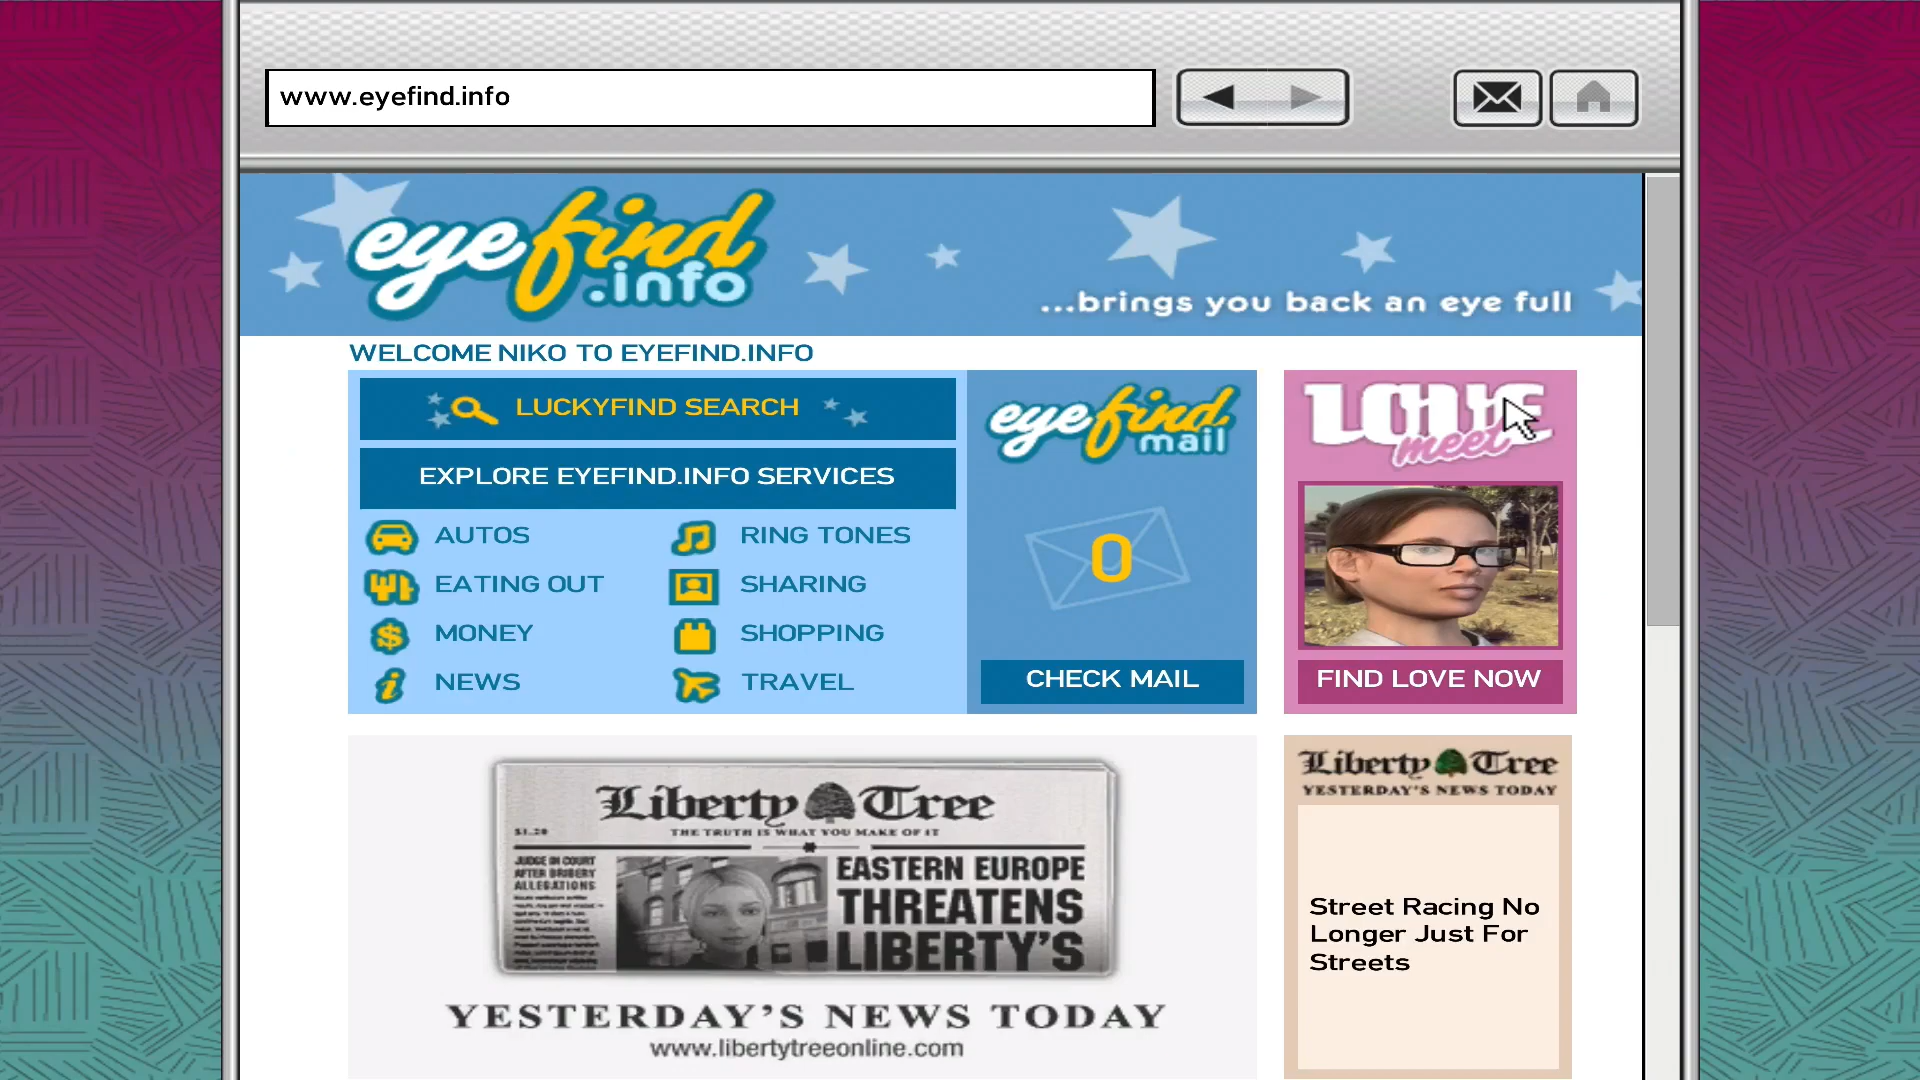 www.eyefind.info
eyefind
.info
...brings you back an eye full
WELCOME NIKO TO EYEFIND.INFO
LUCKYFIND SEARCH
EXPLORE EYEFIND.INFO SERVICES
AUTOS
RING TONES
EATING OUT
SHARING
MONEY
SHOPPING
NEWS
TRAVEL
eyefind
mail
0
CHECK MAIL
LOVE
meet
FIND LOVE NOW
Liberty Tree
$1.20
THE TRUTH IS WHAT YOU MAKE OF IT
JUDGE IN COURT
AFTER BRIBERY
ALLEGATIONS
EASTERN EUROPE
THREATENS
LIBERTY'S
YESTERDAY'S NEWS TODAY
www.libertytreeonline.com
Liberty Tree
YESTERDAY'S NEWS TODAY
Street Racing No
Longer Just For
Streets